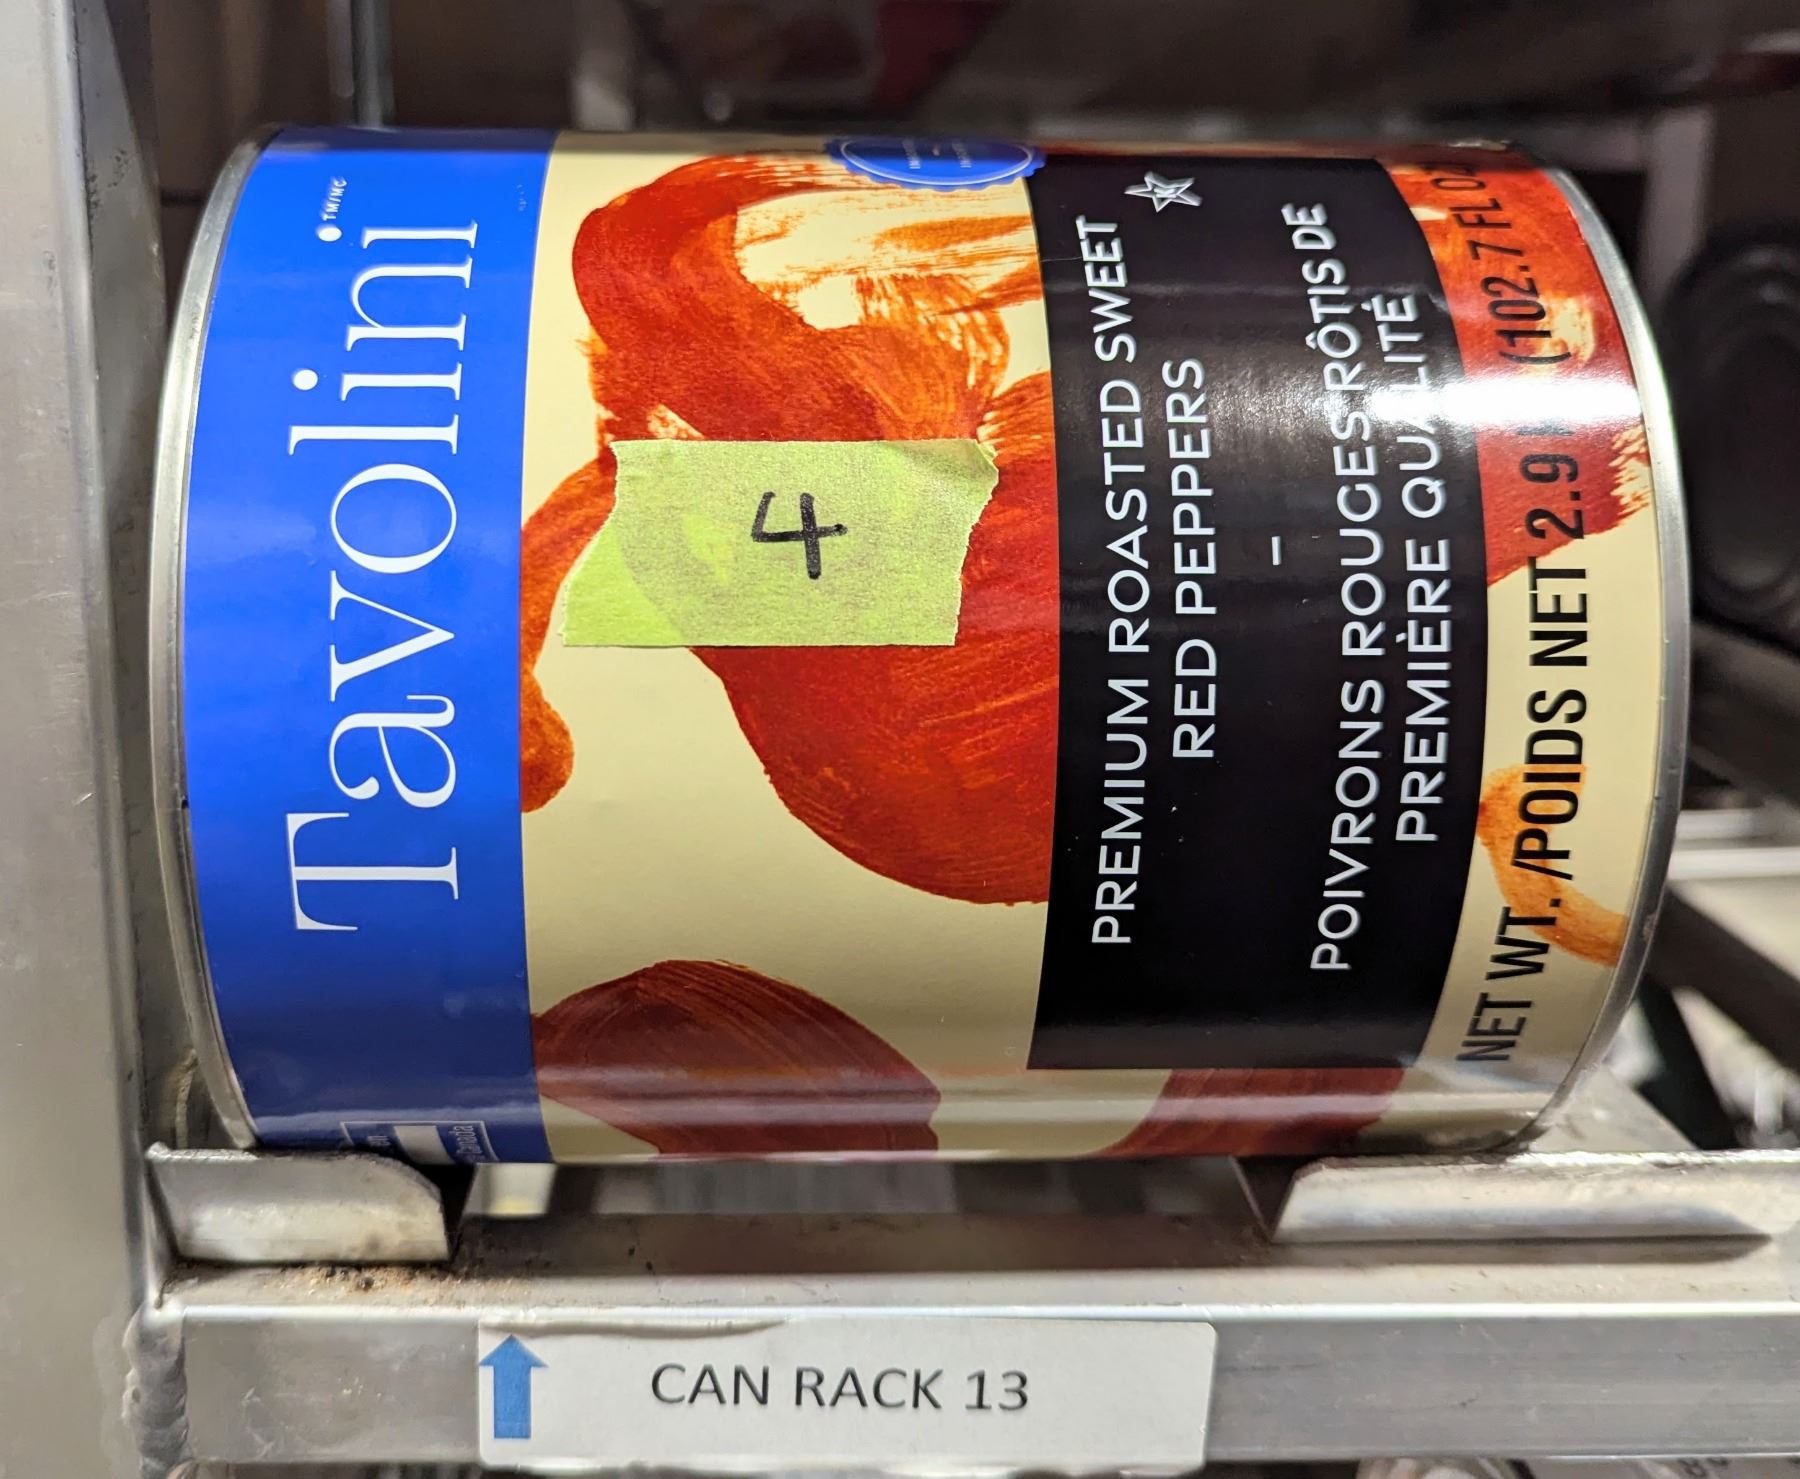 Tavolini
TM/MC
4
PREMIUM ROASTED SWEET
RED PEPPERS
–
POIVRONS ROUGES RÔTIS DE
PREMIÈRE QUALITÉ
NET WT./POIDS NET 2.9 (102.7 FL
CAN RACK 13